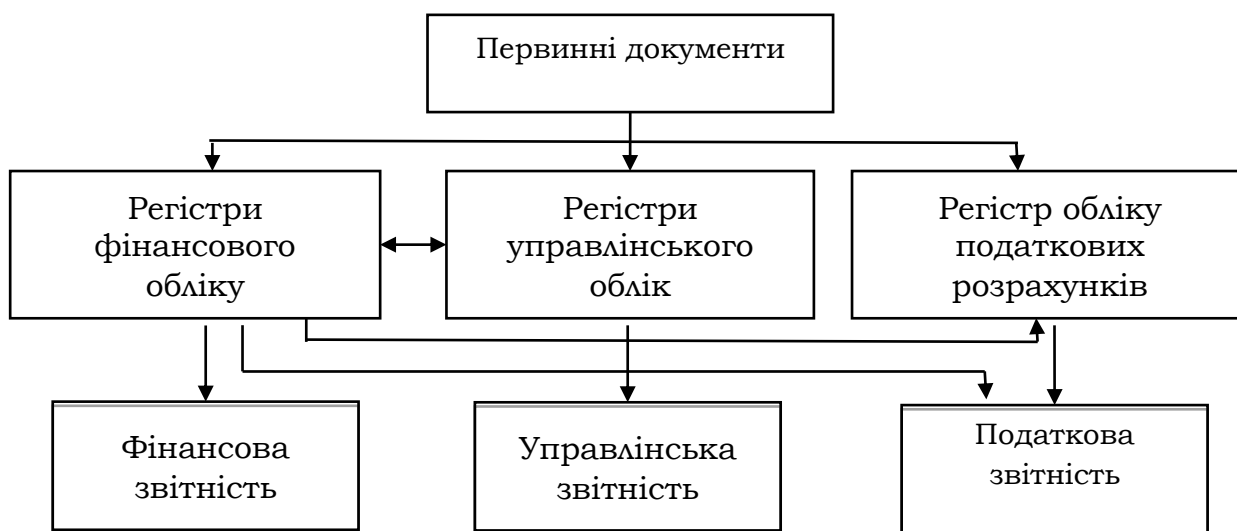 Первинні документи
Регістри
фінансового
обліку
Регістри
управлінського
облік
Регістр обліку
податкових
розрахунків
Фінансова
звітність
Управлінська
звітність
Податкова
звітність